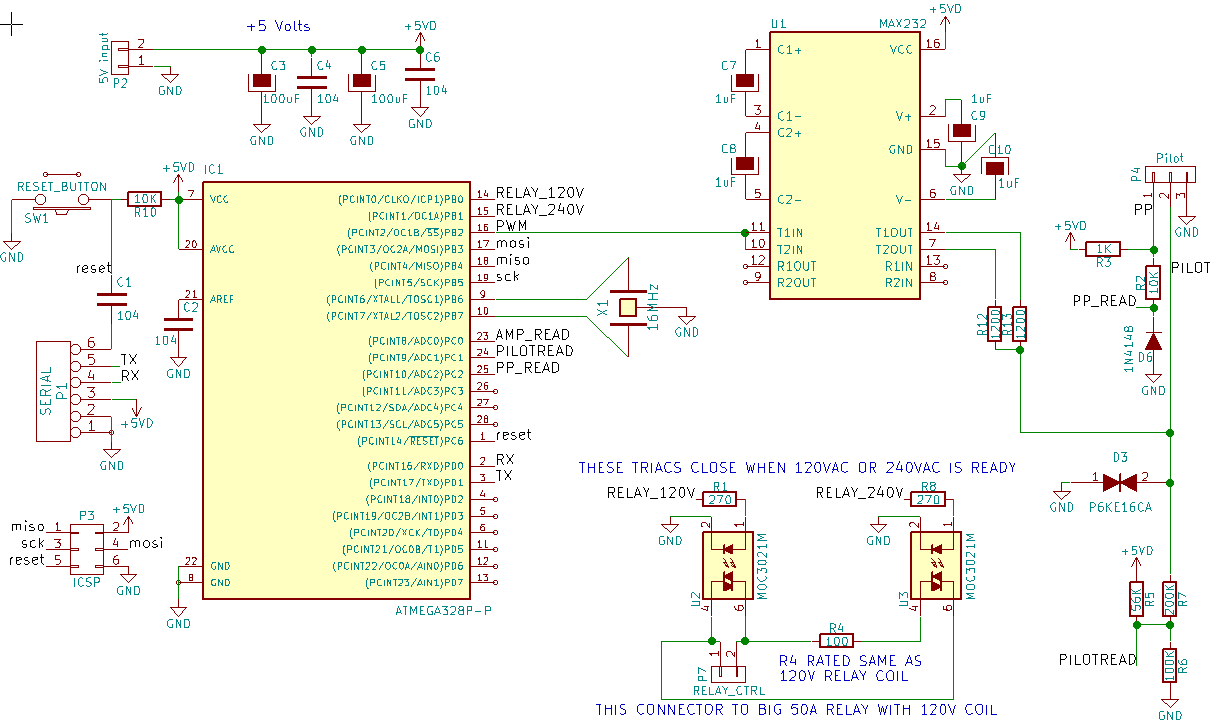 +5 Volts
5V input
2
1
P2
GND
C3
100uF
GND
C4
104
GND
C5
100uF
GND
+5VD
C6
104
GND
RESET_BUTTON
SW1
GND
10K
R10
+5VD
reset
C1
104
C2
104
GND
SERIAL
P1
6
5
4
3
2
1
TX
RX
+5VD
GND
P3
ICSP
miso 1
sck 3
reset 5
2
4 mosi
6
+5VD
GND
IC1
ATMEGA328P-P
7 VCC
20 AVCC
21 AREF
22 GND
8 GND
GND
(PCINT0/CLKO/ICP1)PB0 14 RELAY_120V
(PCINT1/OC1A)PB1 15 RELAY_240V
(PCINT2/OC1B/SS)PB2 16 PWM
(PCINT3/OC2A/MOSI)PB3 17 mosi
(PCINT4/MISO)PB4 18 miso
(PCINT5/SCK)PB5 19 sck
(PCINT6/XTAL1/TOSC1)PB6 9
(PCINT7/XTAL2/TOSC2)PB7 10
(PCINT8/ADC0)PC0 23 AMP_READ
(PCINT9/ADC1)PC1 24 PILOTREAD
(PCINT10/ADC2)PC2 25 PP_READ
(PCINT11/ADC3)PC3 26
(PCINT12/SDA/ADC4)PC4 27
(PCINT13/SCL/ADC5)PC5 28
(PCINT14/RESET)PC6 1 reset
(PCINT16/RXD)PD0 2 RX
(PCINT17/TXD)PD1 3 TX
(PCINT18/INT0)PD2 4
(PCINT19/OC2B/INT1)PD3 5
(PCINT20/XCK/T0)PD4 6
(PCINT21/OC0B/T1)PD5 11
(PCINT22/OC0A/AIN0)PD6 12
(PCINT23/AIN1)PD7 13
X1
16MHZ
GND
U1
MAX232
+5VD
1 C1+
3 C1-
4 C2+
5 C2-
11 T1IN
10 T2IN
12 R1OUT
9 R2OUT
VCC 16
V+ 2
GND 15
V- 6
T1OUT 14
T2OUT 7
R1IN 13
R2IN 8
C7
1uF
C8
1uF
1uF
C9
GND
C10
1uF
R12
1200
R13
1200
Pilot
P4
1
2
3
PP
GND
PILOT
+5VD
1K
R3
R2
10K
PP_READ
1N4148
D6
GND
D3
1
2
GND
P6KE16CA
+5VD
56K
R5
200K
R7
PILOTREAD
100K
R6
GND
THESE TRIACS CLOSE WHEN 120VAC OR 240VAC IS READY
RELAY_120V
R1
270
GND
2
1
MOC3021M
U2
4
6
RELAY_240V
R8
270
GND
2
1
MOC3021M
U3
4
6
R4
100
R4 RATED SAME AS
120V RELAY COIL
1
2
P7
RELAY_CTRL
THIS CONNECTOR TO BIG 50A RELAY WITH 120V COIL